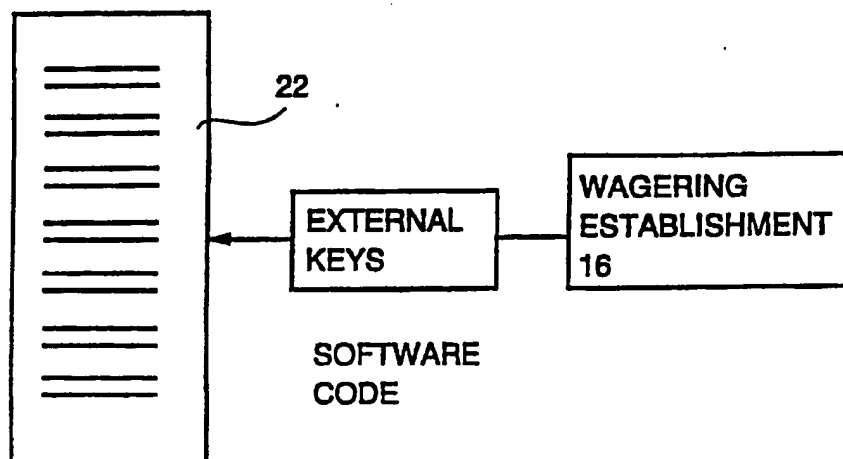 22
EXTERNAL
KEYS
WAGERING
ESTABLISHMENT
16
SOFTWARE
CODE